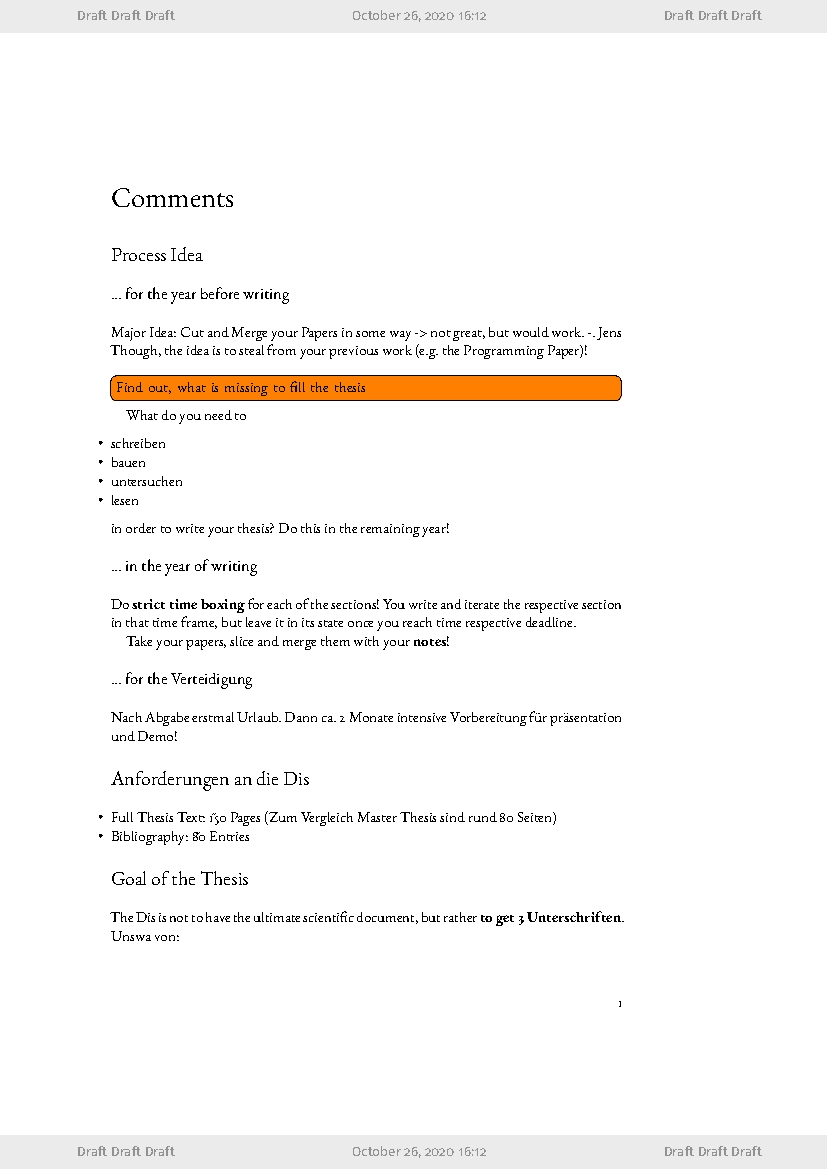 Draft Draft Draft October 26, 2020 16:12 Draft Draft Draft
Comments
Process Idea
... for the year before writing
Major Idea: Cut and Merge your Papers in some way -> not great, but would work. -. Jens
Though, the idea is to steal from your previous work (e.g. the Programming Paper)!
Find out, what is missing to fill the thesis
What do you need to
• schreiben
• bauen
• untersuchen
• lesen
in order to write your thesis? Do this in the remaining year!
... in the year of writing
Do strict time boxing for each of the sections! You write and iterate the respective section
in that time frame, but leave it in its state once you reach time respective deadline.
Take your papers, slice and merge them with your notes!
... for the Verteidigung
Nach Abgabe erstmal Urlaub. Dann ca. 2 Monate intensive Vorbereitung für präsentation
und Demo!
Anforderungen an die Dis
• Full Thesis Text: 150 Pages (Zum Vergleich Master Thesis sind rund 80 Seiten)
• Bibliography: 80 Entries
Goal of the Thesis
The Dis is not to have the ultimate scientific document, but rather to get 3 Unterschriften.
Unswa von:
1
Draft Draft Draft October 26, 2020 16:12 Draft Draft Draft